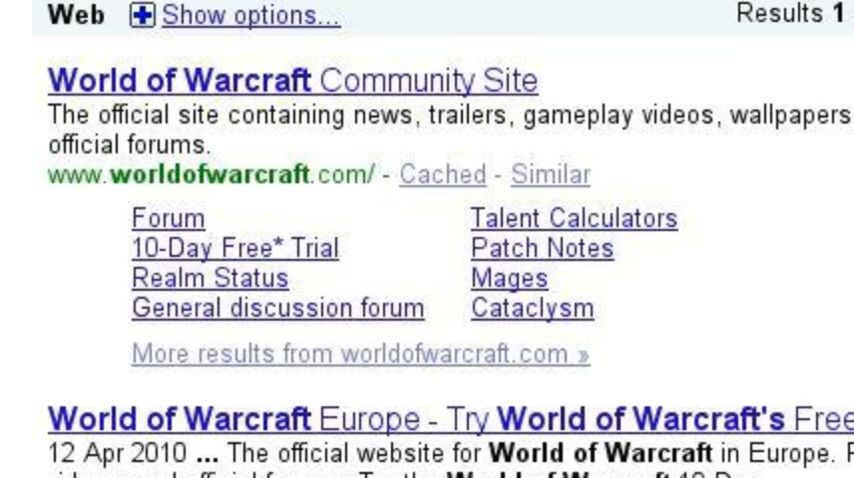 Web Show options... Results 1
World of Warcraft Community Site
The official site containing news, trailers, gameplay videos, wallpapers
official forums.
www.worldofwarcraft.com/ - Cached - Similar
Forum Talent Calculators
10-Day Free* Trial Patch Notes
Realm Status Mages
General discussion forum Cataclysm
More results from worldofwarcraft.com »
World of Warcraft Europe - Try World of Warcraft's Free
12 Apr 2010 ... The official website for World of Warcraft in Europe.